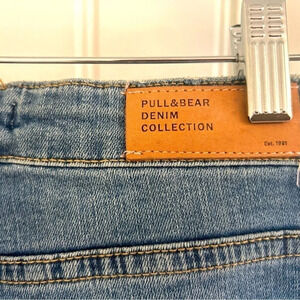 PULL&BEAR
DENIM
COLLECTION
Est. 1991